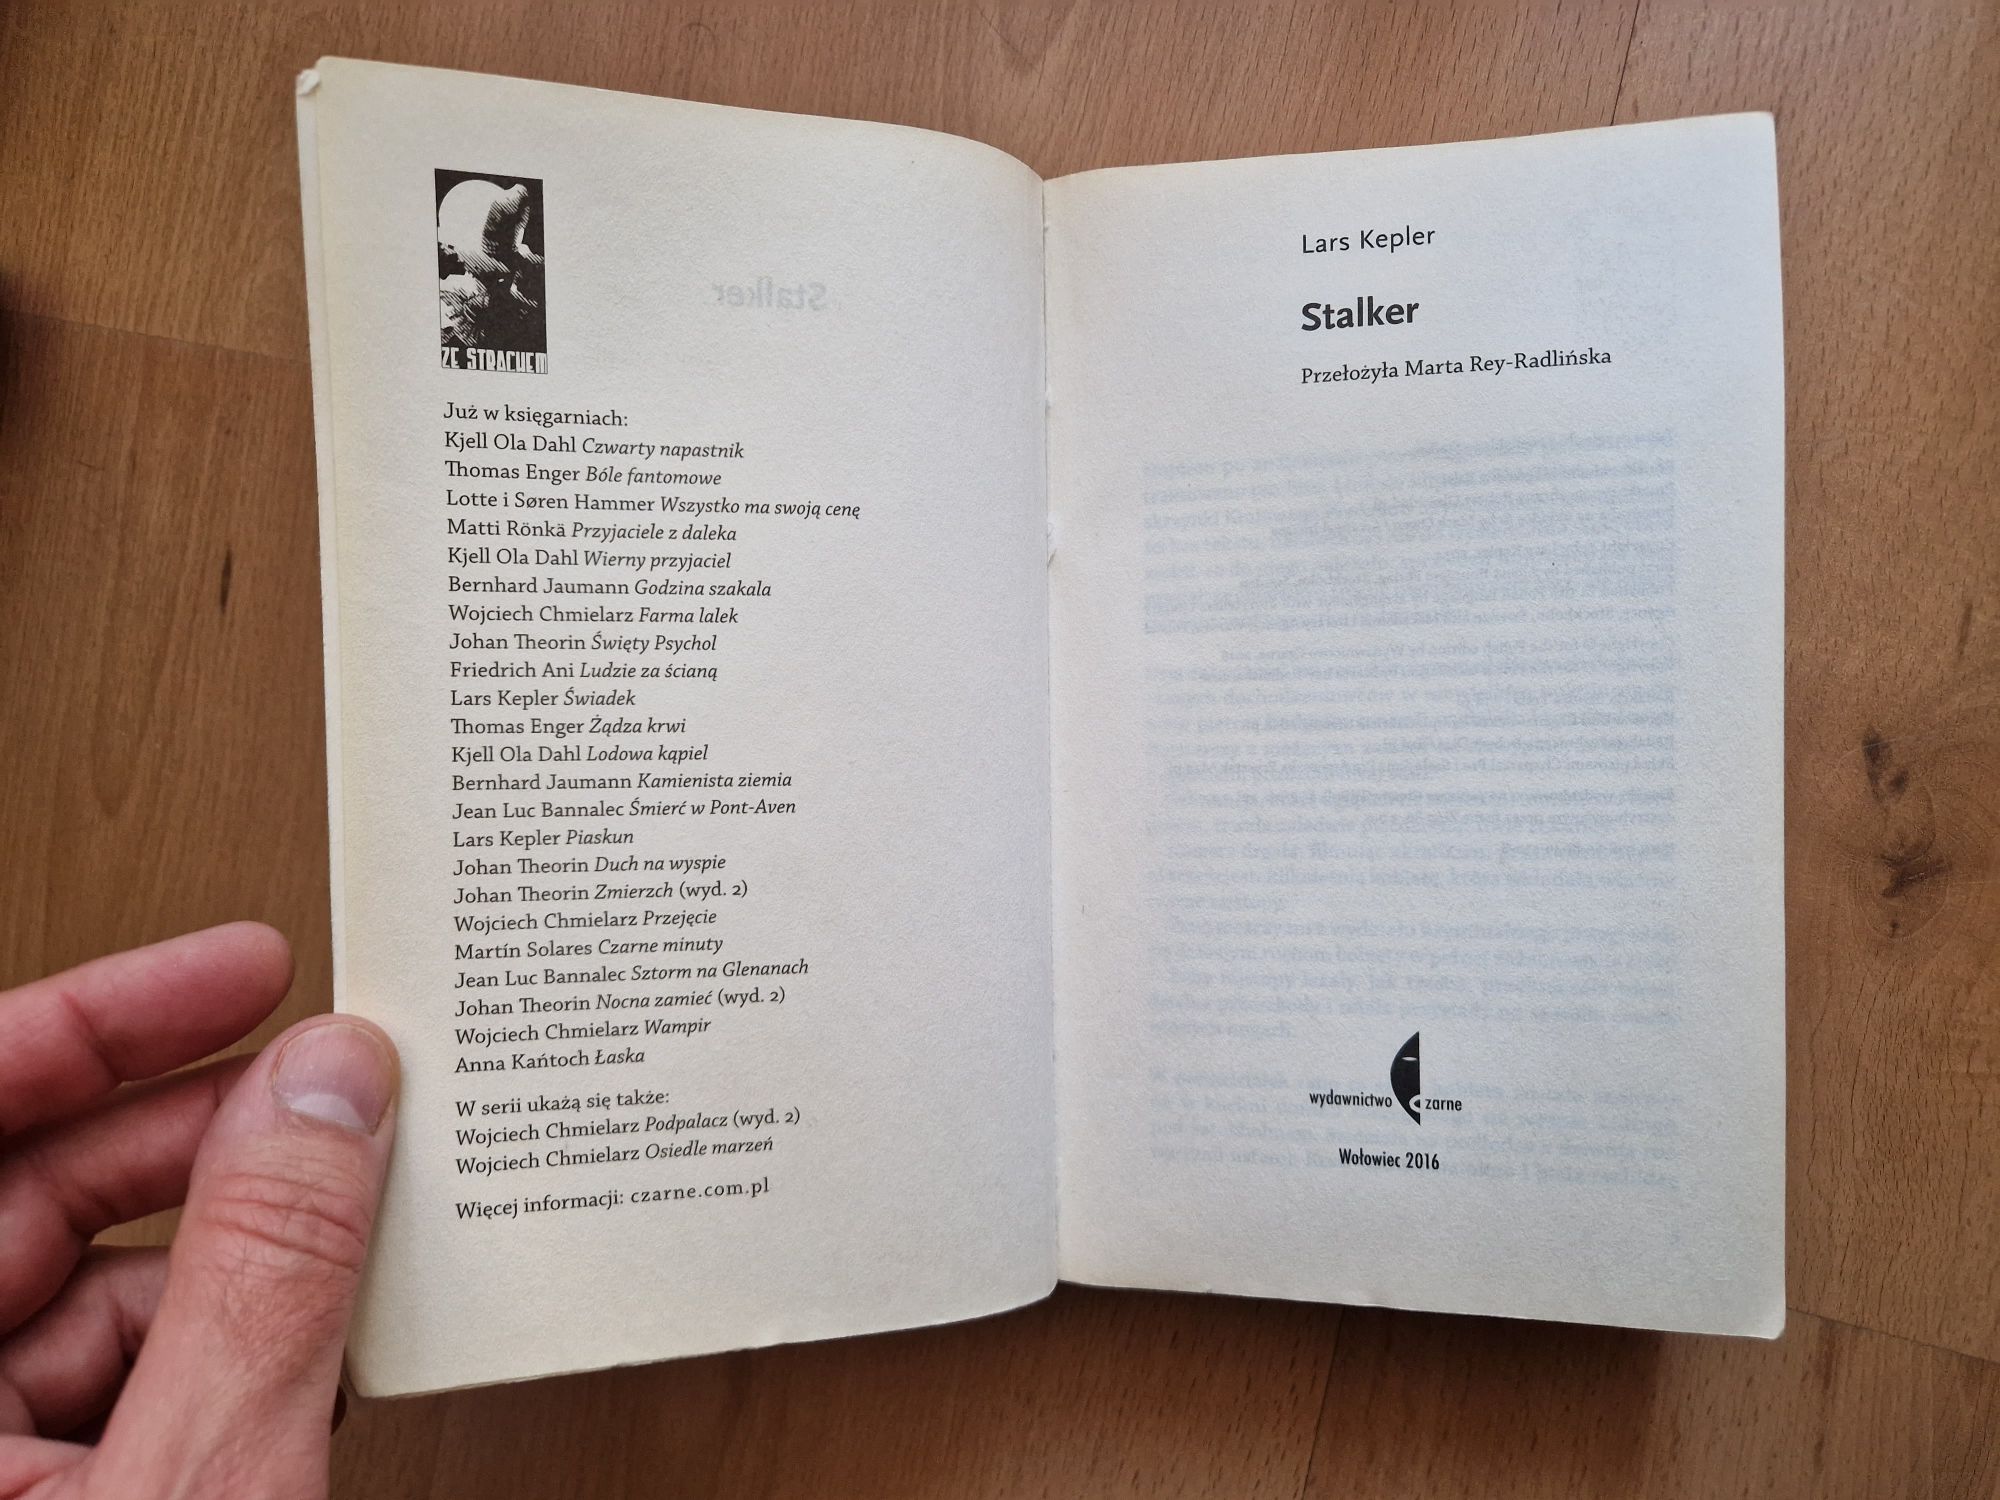 ZE STRACHEM
Już w księgarniach:
Kjell Ola Dahl Czwarty napastnik
Thomas Enger Bóle fantomowe
Lotte i Søren Hammer Wszystko ma swoją cenę
Matti Rönkä Przyjaciele z daleka
Kjell Ola Dahl Wierny przyjaciel
Bernhard Jaumann Godzina szakala
Wojciech Chmielarz Farma lalek
Johan Theorin Święty Psychol
Friedrich Ani Ludzie za ścianą
Lars Kepler Świadek
Thomas Enger Żądza krwi
Kjell Ola Dahl Lodowa kąpiel
Bernhard Jaumann Kamienista ziemia
Jean Luc Bannalec Śmierć w Pont-Aven
Lars Kepler Piaskun
Johan Theorin Duch na wyspie
Johan Theorin Zmierzch (wyd. 2)
Wojciech Chmielarz Przejęcie
Martín Solares Czarne minuty
Jean Luc Bannalec Sztorm na Glenanach
Johan Theorin Nocna zamieć (wyd. 2)
Wojciech Chmielarz Wampir
Anna Kańtoch Łaska
W serii ukażą się także:
Wojciech Chmielarz Podpalacz (wyd. 2)
Wojciech Chmielarz Osiedle marzeń
Więcej informacji: czarne.com.pl
Lars Kepler
Stalker
Przełożyła Marta Rey-Radlińska
wydawnictwo czarne
Wołowiec 2016